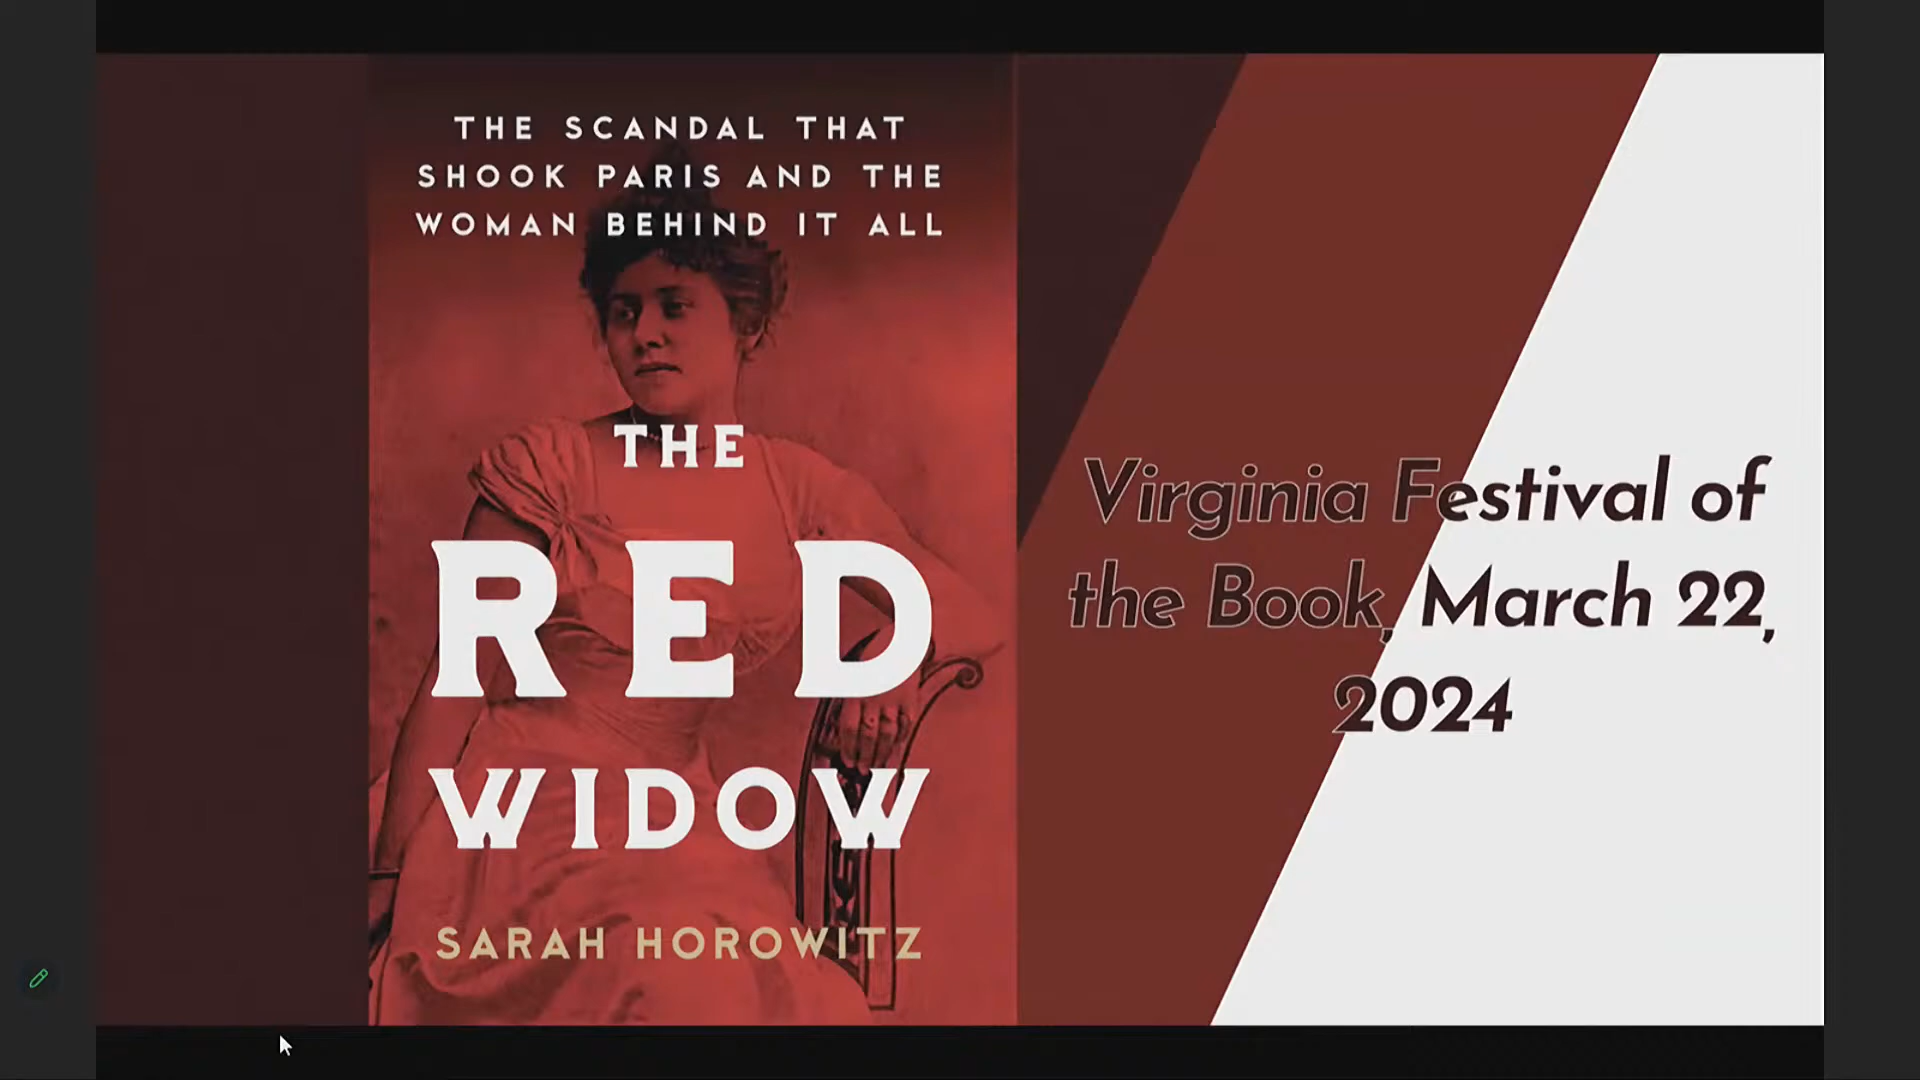 THE SCANDAL THAT
SHOOK PARIS AND THE
WOMAN BEHIND IT ALL
THE
RED
WIDOW
SARAH HOROWITZ
Virginia Festival of
the Book, March 22,
2024